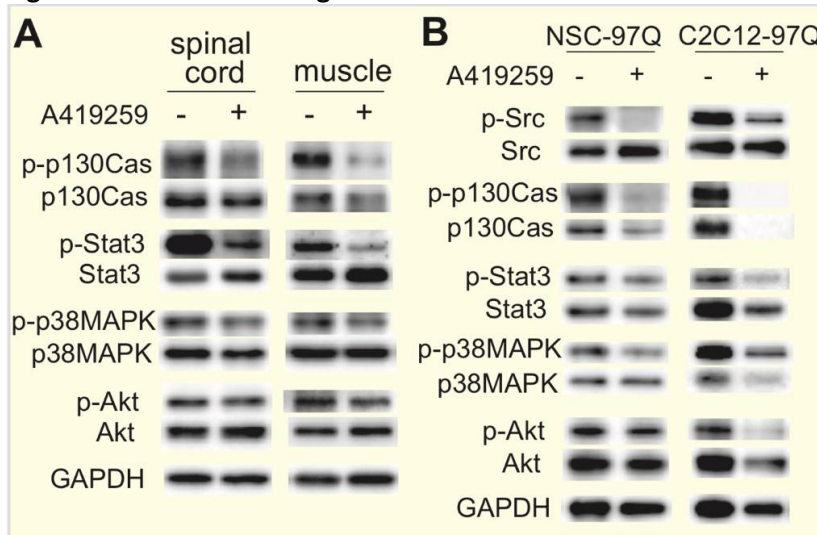 A
spinal cord
muscle
A419259 - + - +
p-p130Cas
p130Cas
p-Stat3
Stat3
p-p38MAPK
p38MAPK
p-Akt
Akt
GAPDH
B
NSC-97Q C2C12-97Q
A419259 - + - +
p-Src
Src
p-p130Cas
p130Cas
p-Stat3
Stat3
p-p38MAPK
p38MAPK
p-Akt
Akt
GAPDH